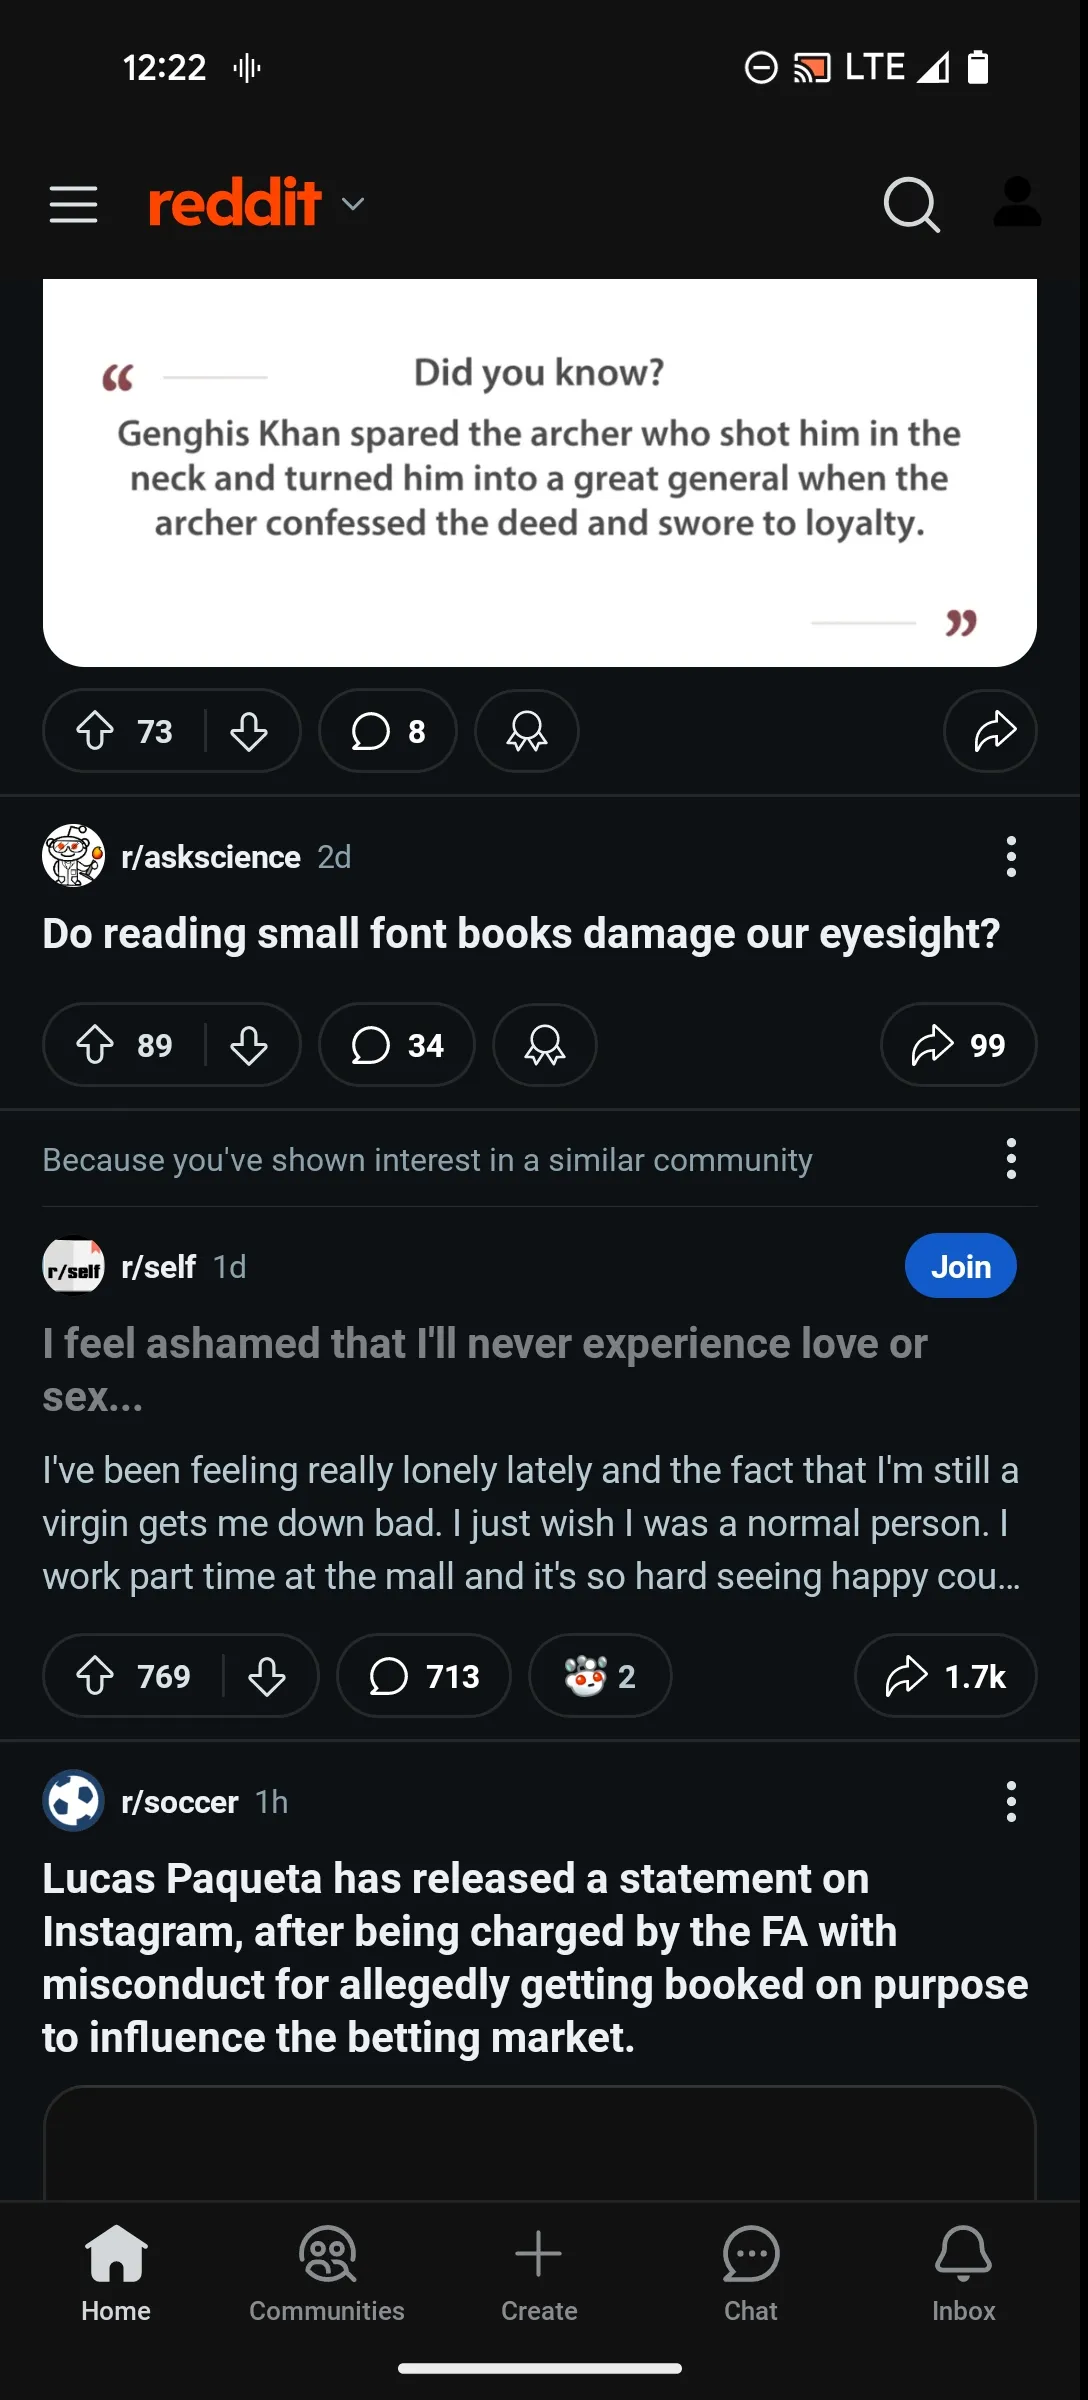 12:22 LTE
reddit
“ Did you know?
Genghis Khan spared the archer who shot him in the
neck and turned him into a great general when the
archer confessed the deed and swore to loyalty.
”
73 8
r/askscience 2d
Do reading small font books damage our eyesight?
89 34 99
Because you've shown interest in a similar community
r/self r/self 1d Join
I feel ashamed that I'll never experience love or
sex...
I've been feeling really lonely lately and the fact that I'm still a
virgin gets me down bad. I just wish I was a normal person. I
work part time at the mall and it's so hard seeing happy cou...
769 713 2 1.7k
r/soccer 1h
Lucas Paqueta has released a statement on
Instagram, after being charged by the FA with
misconduct for allegedly getting booked on purpose
to influence the betting market.
Home Communities Create Chat Inbox